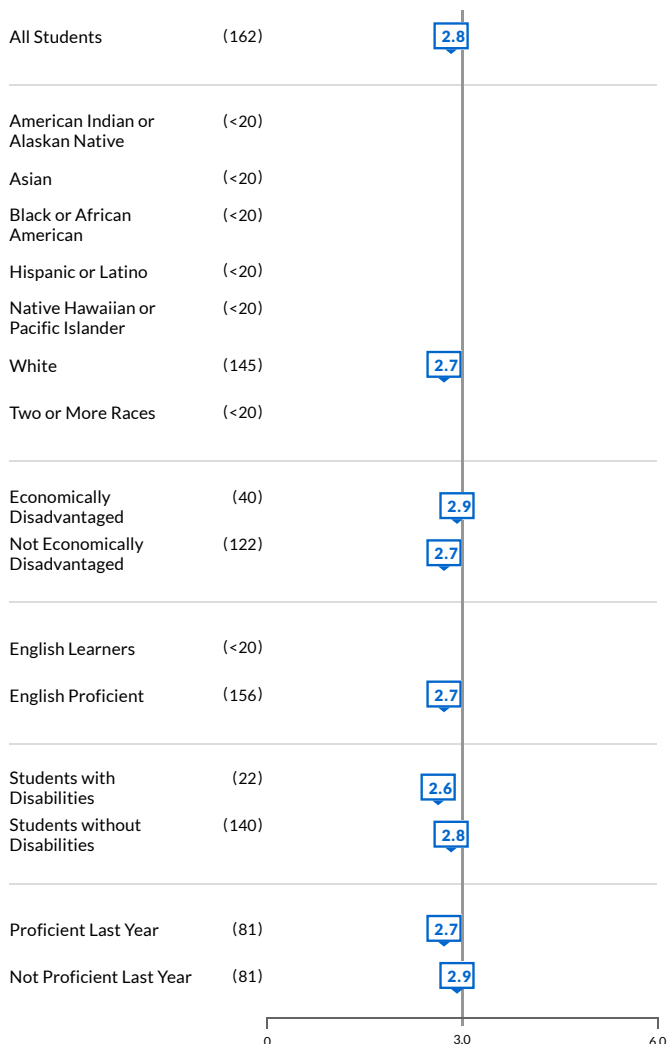 All Students (162) 2.8
American Indian or
Alaskan Native (<20)
Asian (<20)
Black or African
American (<20)
Hispanic or Latino (<20)
Native Hawaiian or
Pacific Islander (<20)
White (145) 2.7
Two or More Races (<20)
Economically
Disadvantaged (40) 2.9
Not Economically
Disadvantaged (122) 2.7
English Learners (<20)
English Proficient (156) 2.7
Students with
Disabilities (22) 2.6
Students without
Disabilities (140) 2.8
Proficient Last Year (81) 2.7
Not Proficient Last Year (81) 2.9
0 3.0 6.0